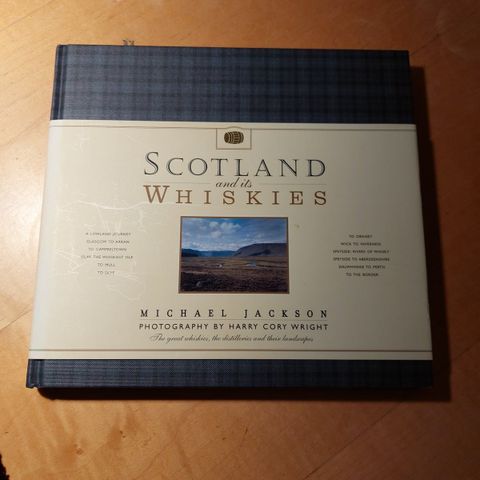 SCOTLAND
and its
WHISKIES
A LOWLAND JOURNEY
GLASGOW TO ARRAN
TO CAMPBELTOWN
ISLAY, THE WHISKIEST ISLE
TO MULL
TO SKYE
TO ORKNEY
WICK TO INVERNESS
SPEYSIDE, RIVERS OF WHISKY
SPEYSIDE TO ABERDEENSHIRE
DALWHINNIE TO PERTH
TO THE BORDER
MICHAEL JACKSON
PHOTOGRAPHY BY HARRY CORY WRIGHT
The great whiskies, the distilleries and their landscapes